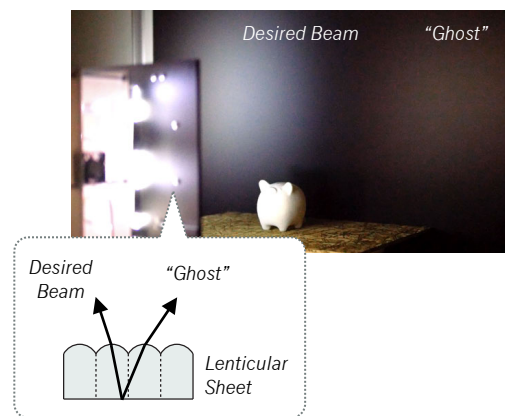 Desired Beam “Ghost”
Desired
Beam
“Ghost”
Lenticular
Sheet